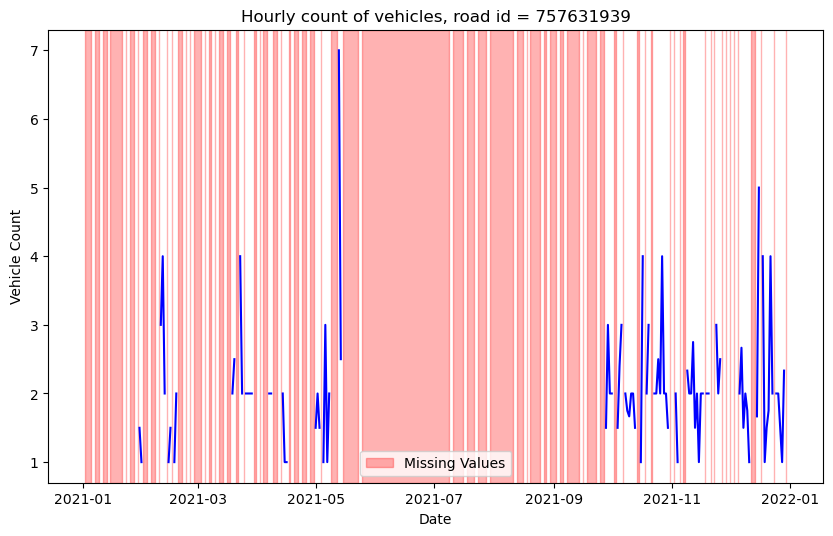 Hourly count of vehicles, road id = 757631939
7
6
5
4
3
2
1
Vehicle Count
Missing Values
2021-01 2021-03 2021-05 2021-07 2021-09 2021-11 2022-01
Date